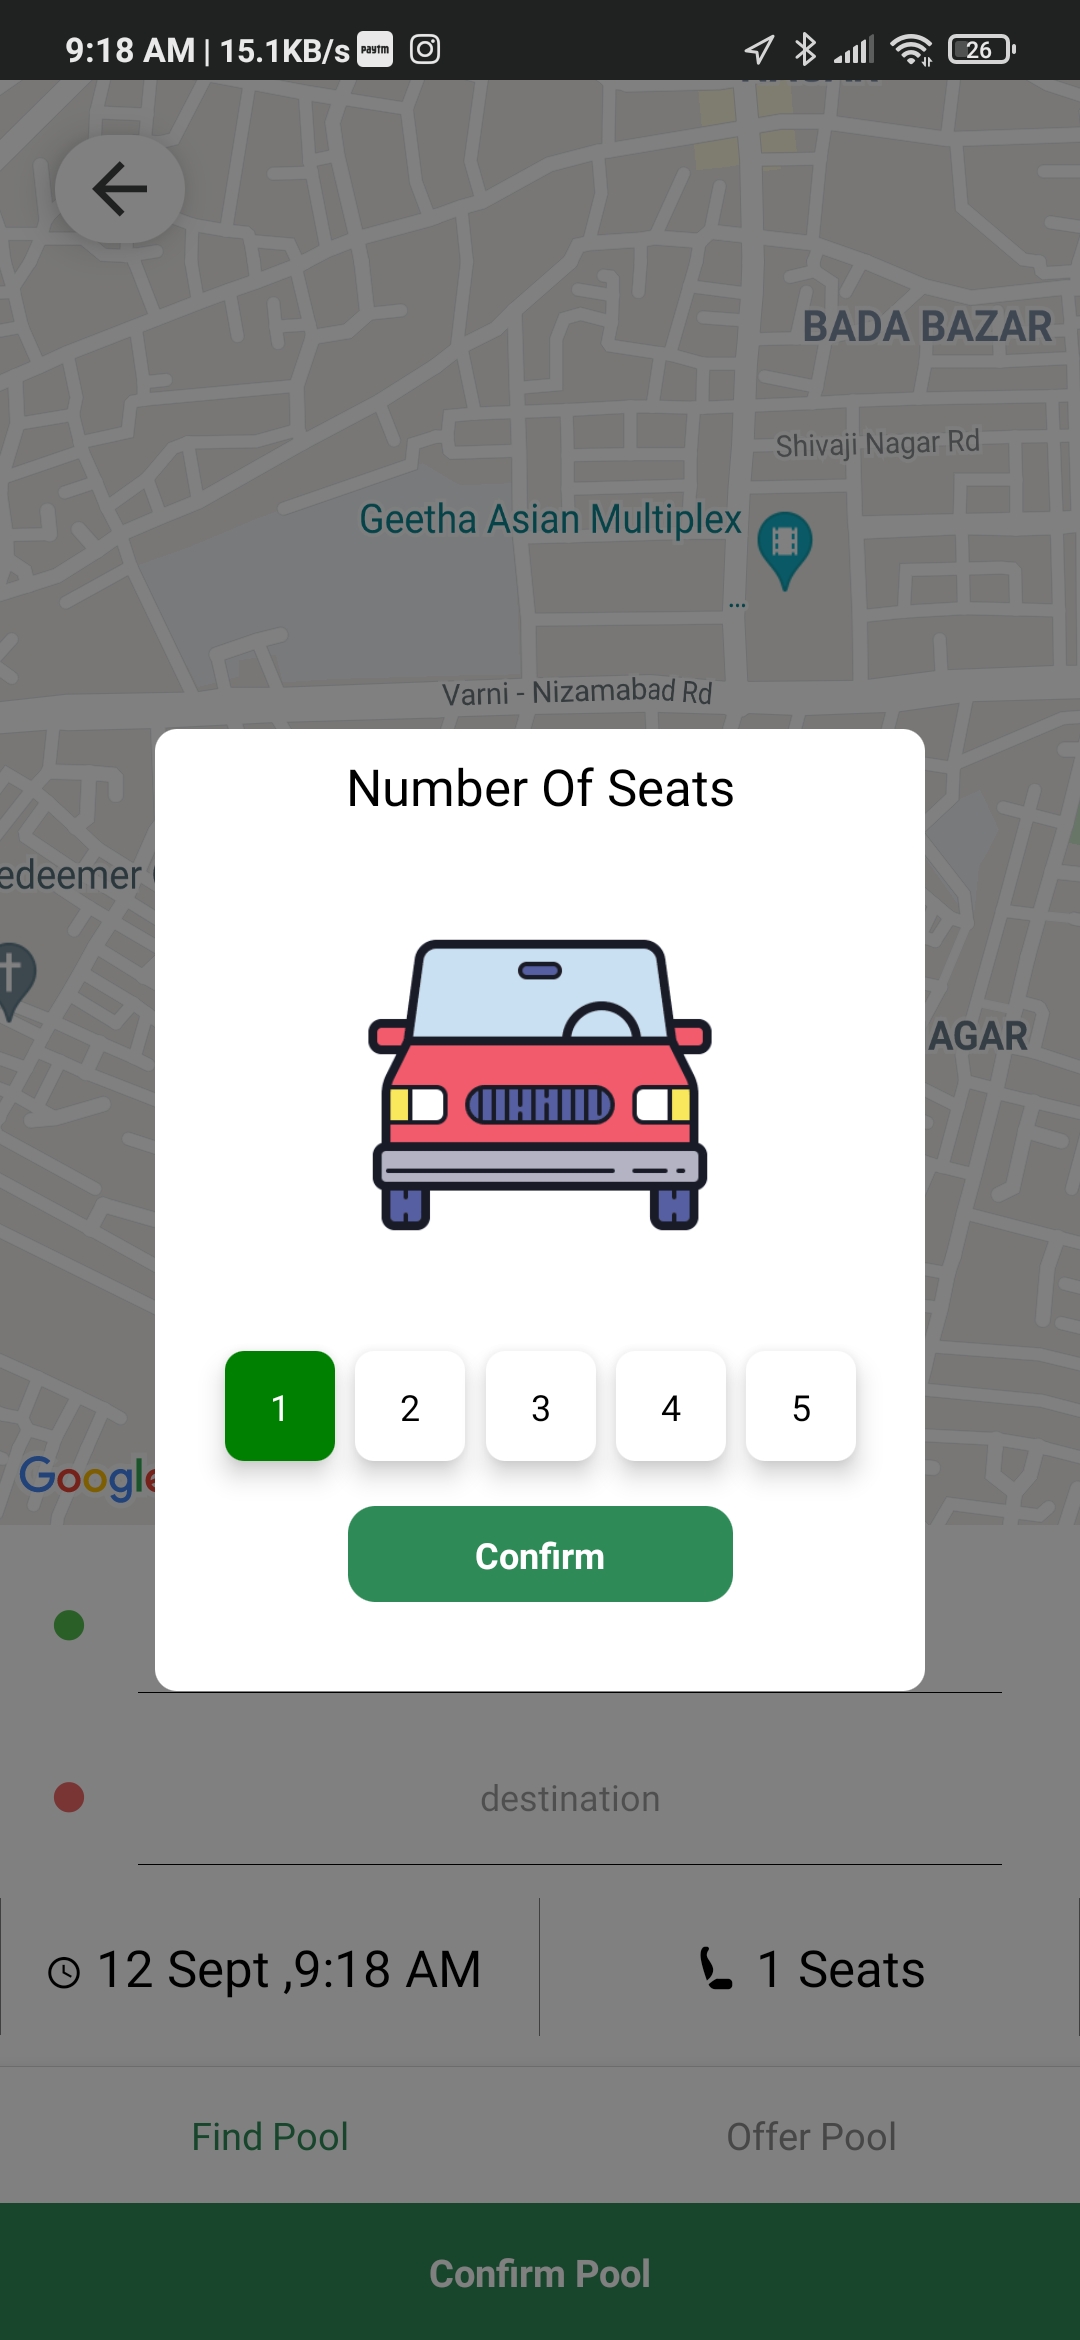 9:18 AM | 15.1KB/s paytm 26
BADA BAZAR
Shivaji Nagar Rd
Geetha Asian Multiplex
...
Varni - Nizamabad Rd
Number Of Seats
edeemer
AGAR
1 2 3 4 5
Google
Confirm
destination
12 Sept ,9:18 AM 1 Seats
Find Pool Offer Pool
Confirm Pool